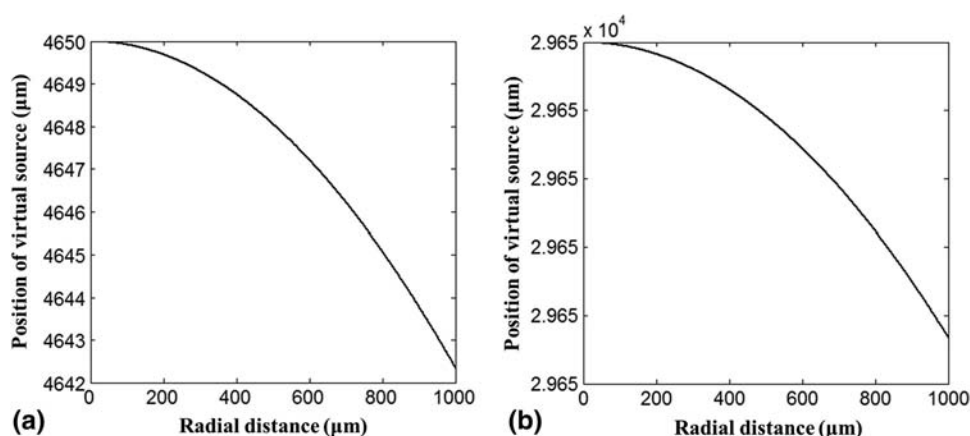 4650
4649
4648
4647
4646
4645
4644
4643
4642
Position of virtual source (µm)
0 200 400 600 800 1000
(a) Radial distance (µm)
x 10^4
2.965
2.965
2.965
2.965
2.965
2.965
Position of virtual source (µm)
0 200 400 600 800 1000
(b) Radial distance (µm)